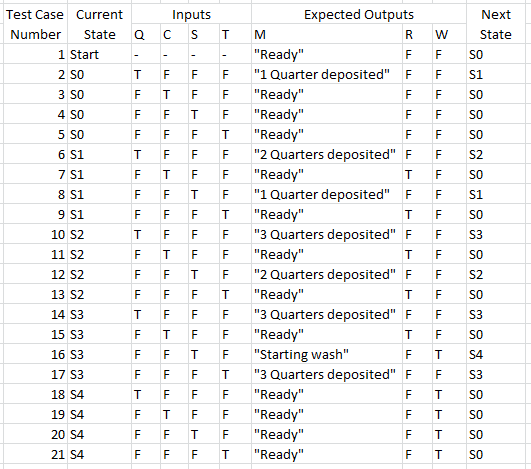 Test Case Current Inputs Expected Outputs Next
Number State Q C S T M R W State
1 Start - - - - "Ready" F F S0
2 S0 T F F F "1 Quarter deposited" F F S1
3 S0 F T F F "Ready" F F S0
4 S0 F F T F "Ready" F F S0
5 S0 F F F T "Ready" F F S0
6 S1 T F F F "2 Quarters deposited" F F S2
7 S1 F T F F "Ready" T F S0
8 S1 F F T F "1 Quarter deposited" F F S1
9 S1 F F F T "Ready" T F S0
10 S2 T F F F "3 Quarters deposited" F F S3
11 S2 F T F F "Ready" T F S0
12 S2 F F T F "2 Quarters deposited" F F S2
13 S2 F F F T "Ready" T F S0
14 S3 T F F F "3 Quarters deposited" F F S3
15 S3 F T F F "Ready" T F S0
16 S3 F F T F "Starting wash" F T S4
17 S3 F F F T "3 Quarters deposited" F F S3
18 S4 T F F F "Ready" F T S0
19 S4 F T F F "Ready" F T S0
20 S4 F F T F "Ready" F T S0
21 S4 F F F T "Ready" F T S0